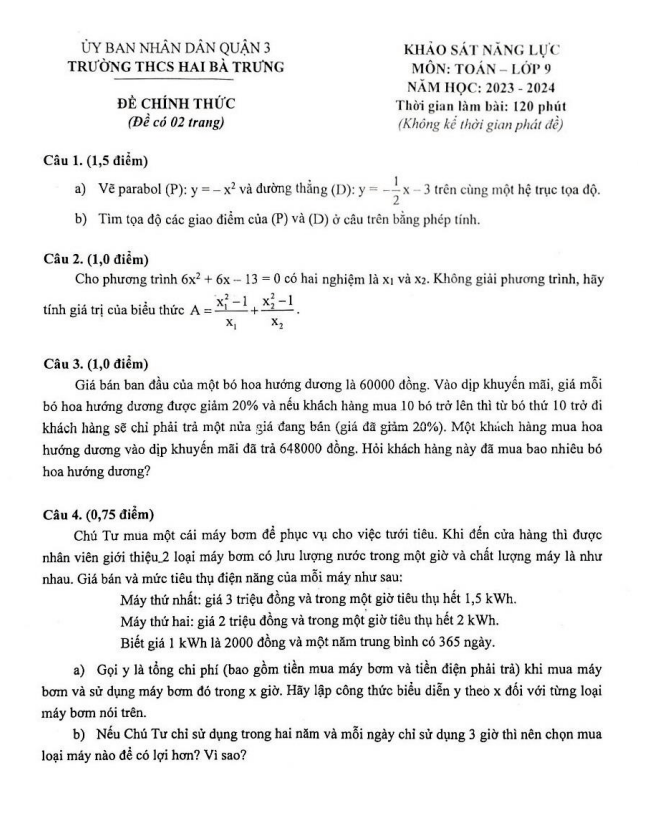 ỦY BAN NHÂN DÂN QUẬN 3
TRƯỜNG THCS HAI BÀ TRƯNG
ĐỀ CHÍNH THỨC
(Đề có 02 trang)
KHẢO SÁT NĂNG LỰC
MÔN: TOÁN – LỚP 9
NĂM HỌC: 2023 - 2024
Thời gian làm bài: 120 phút
(Không kể thời gian phát đề)
Câu 1. (1,5 điểm)
a) Vẽ parabol (P): y = – x² và đường thẳng (D): y = –1/2x – 3 trên cùng một hệ trục tọa độ.
b) Tìm tọa độ các giao điểm của (P) và (D) ở câu trên bằng phép tính.
Câu 2. (1,0 điểm)
Cho phương trình 6x² + 6x – 13 = 0 có hai nghiệm là x₁ và x₂. Không giải phương trình, hãy
tính giá trị của biểu thức A = (x₁² – 1)/x₁ + (x₂² – 1)/x₂ .
Câu 3. (1,0 điểm)
Giá bán ban đầu của một bó hoa hướng dương là 60000 đồng. Vào dịp khuyến mãi, giá mỗi
bó hoa hướng dương được giảm 20% và nếu khách hàng mua 10 bó trở lên thì từ bó thứ 10 trở đi
khách hàng sẽ chỉ phải trả một nửa giá đang bán (giá đã giảm 20%). Một khách hàng mua hoa
hướng dương vào dịp khuyến mãi đã trả 648000 đồng. Hỏi khách hàng này đã mua bao nhiêu bó
hoa hướng dương?
Câu 4. (0,75 điểm)
Chú Tư mua một cái máy bơm để phục vụ cho việc tưới tiêu. Khi đến cửa hàng thì được
nhân viên giới thiệu 2 loại máy bơm có lưu lượng nước trong một giờ và chất lượng máy là như
nhau. Giá bán và mức tiêu thụ điện năng của mỗi máy như sau:
Máy thứ nhất: giá 3 triệu đồng và trong một giờ tiêu thụ hết 1,5 kWh.
Máy thứ hai: giá 2 triệu đồng và trong một giờ tiêu thụ hết 2 kWh.
Biết giá 1 kWh là 2000 đồng và một năm trung bình có 365 ngày.
a) Gọi y là tổng chi phí (bao gồm tiền mua máy bơm và tiền điện phải trả) khi mua máy
bơm và sử dụng máy bơm đó trong x giờ. Hãy lập công thức biểu diễn y theo x đối với từng loại
máy bơm nói trên.
b) Nếu Chú Tư chỉ sử dụng trong hai năm và mỗi ngày chỉ sử dụng 3 giờ thì nên chọn mua
loại máy nào để có lợi hơn? Vì sao?